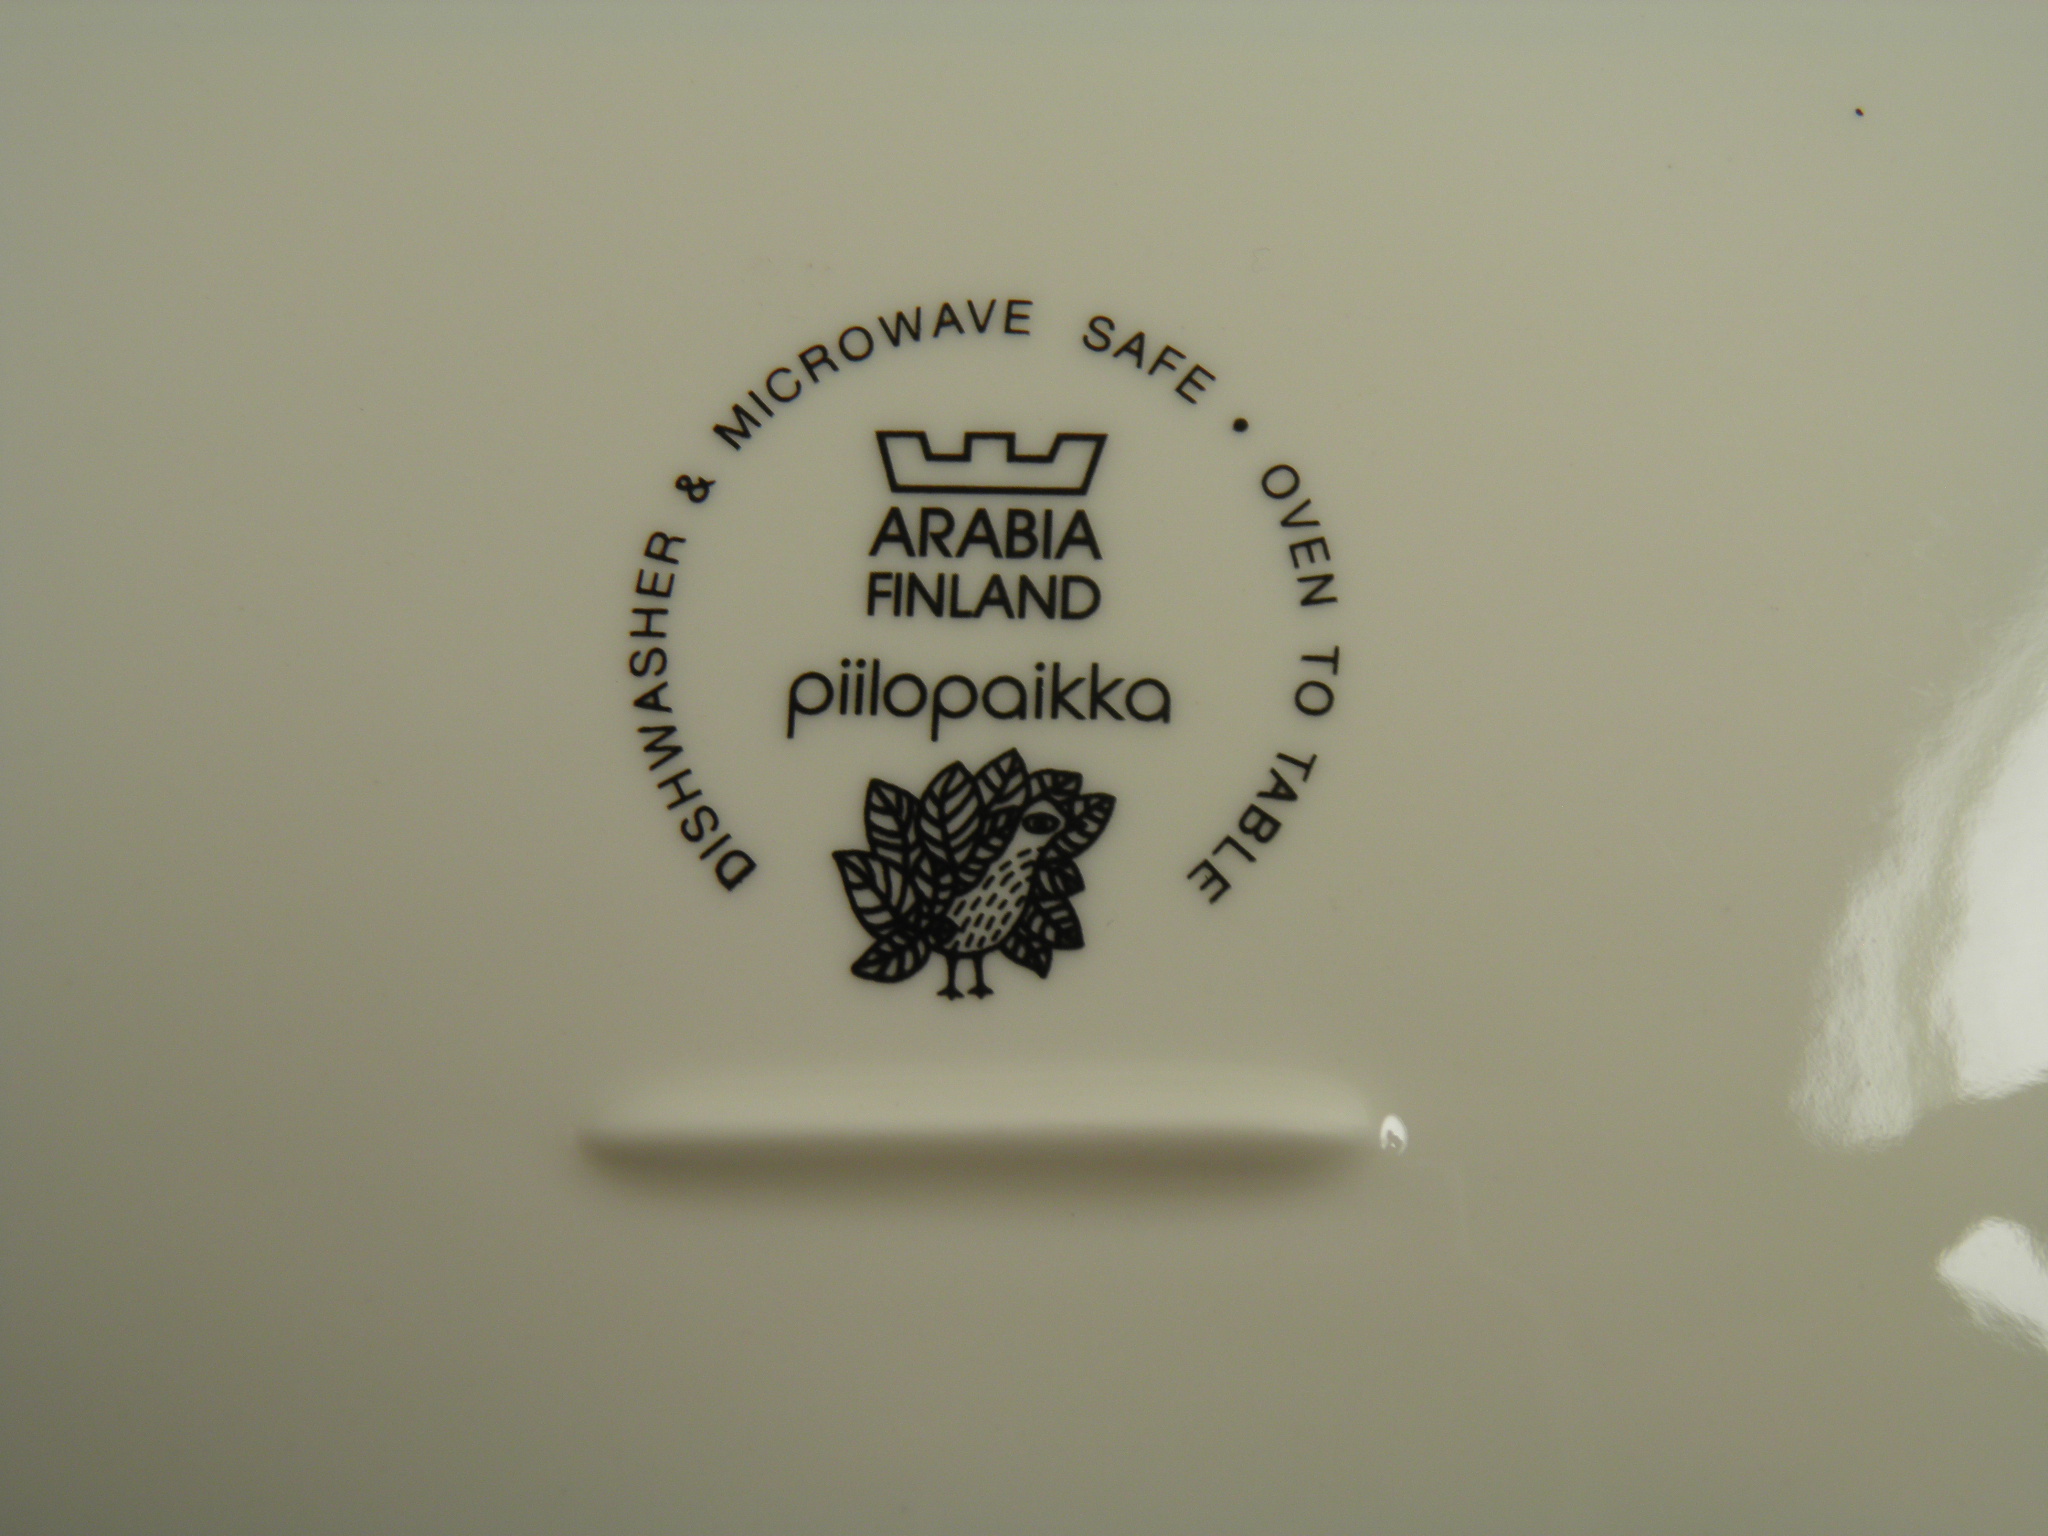 DISHWASHER & MICROWAVE SAFE • OVEN TO TABLE
ARABIA
FINLAND
piilopaikka